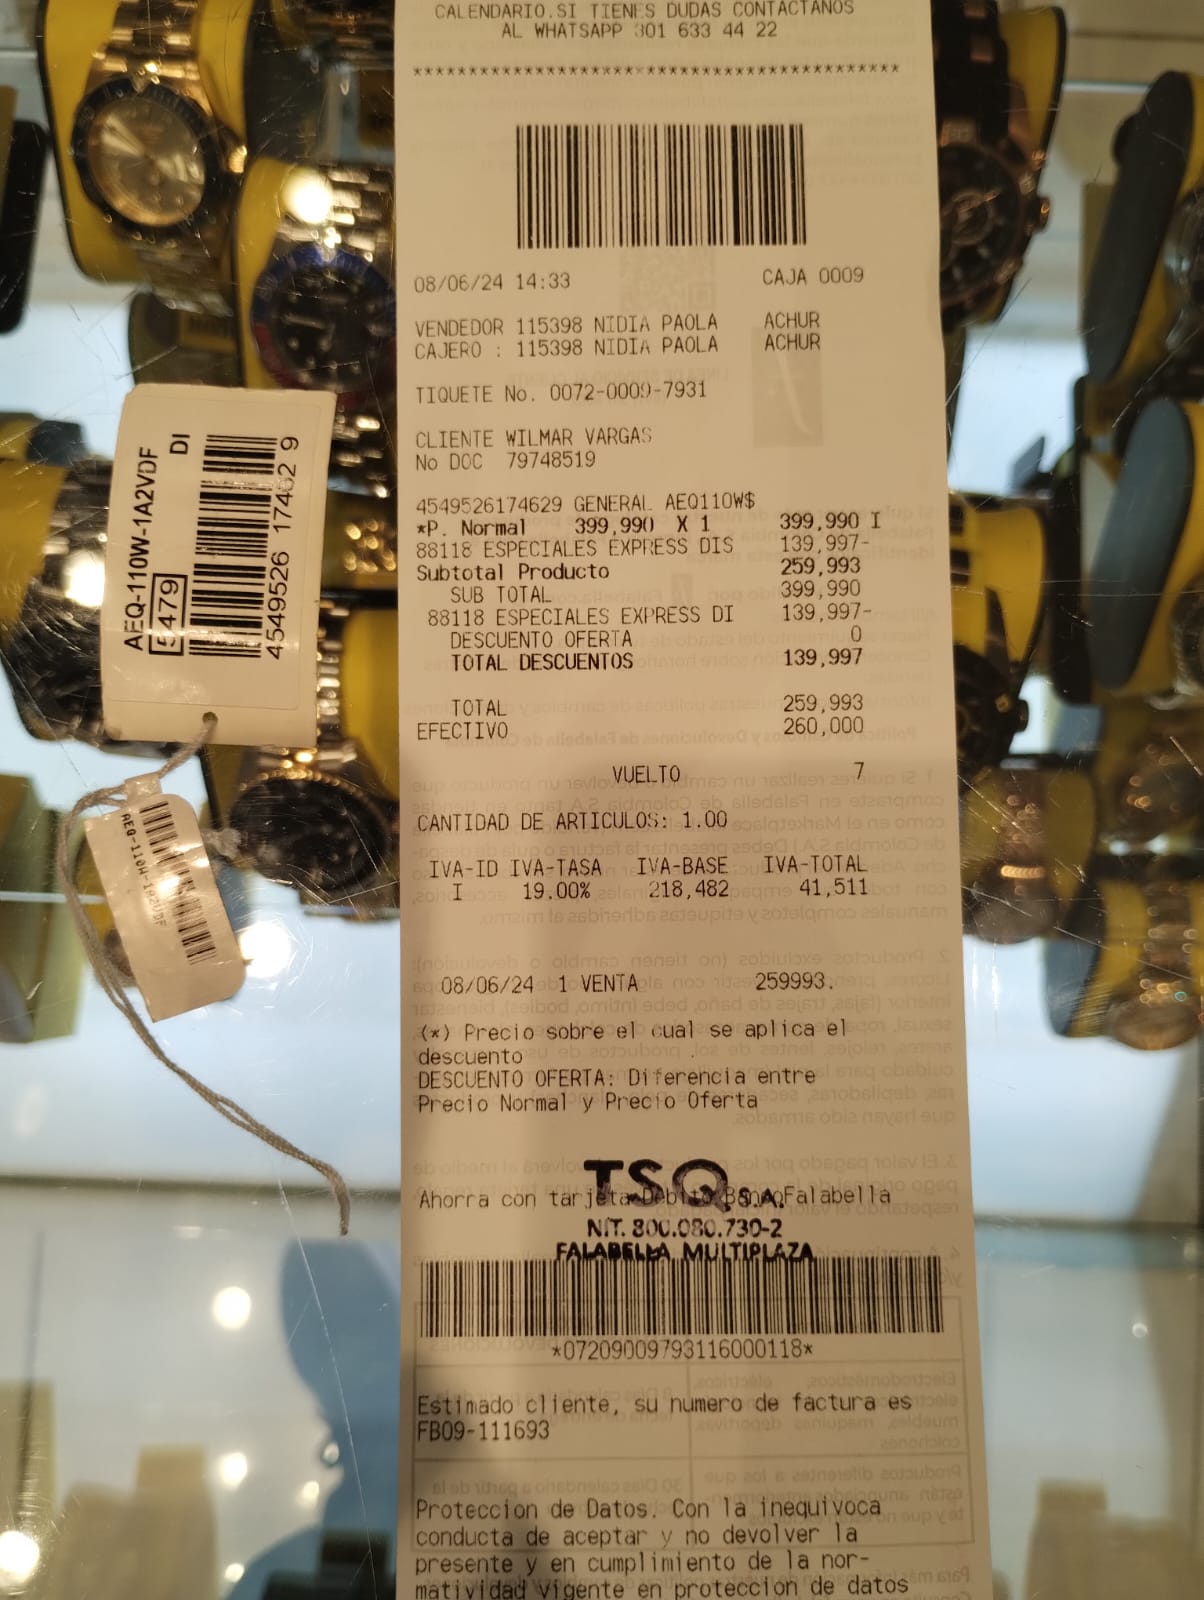 CALENDARIO.SI TIENES DUDAS CONTACTANOS
AL WHATSAPP 301 633 44 22
********************************************
08/06/24 14:33 CAJA 0009
VENDEDOR 115398 NIDIA PAOLA ACHUR
CAJERO : 115398 NIDIA PAOLA ACHUR
TIQUETE No. 0072-0009-7931
CLIENTE WILMAR VARGAS
No DOC 79748519
4549526174629 GENERAL AEQ110W$
*P. Normal 399,990 X 1 399,990 I
88118 ESPECIALES EXPRESS DIS 139,997-
Subtotal Producto 259,993
SUB TOTAL 399,990
88118 ESPECIALES EXPRESS DI 139,997-
DESCUENTO OFERTA 0
TOTAL DESCUENTOS 139,997
TOTAL 259,993
EFECTIVO 260,000
VUELTO 7
CANTIDAD DE ARTICULOS: 1.00
IVA-ID IVA-TASA IVA-BASE IVA-TOTAL
I 19.00% 218,482 41,511
08/06/24 1 VENTA 259993.
(*) Precio sobre el cual se aplica el
descuento
DESCUENTO OFERTA: Diferencia entre
Precio Normal y Precio Oferta
TSQ S.A.
Ahorra con tarjeta Debito Banco Falabella
NIT. 800.080.730-2
FALABELLA MULTIPLAZA
*07209009793116000118*
Estimado cliente, su numero de factura es
FB09-111693
Proteccion de Datos. Con la inequivoca
conducta de aceptar y no devolver la
presente y en cumplimiento de la nor-
matividad vigente en proteccion de datos
AEQ-110W-1A2VDF
DI
5479
4549526 17462 9
AEQ-110W-1A2VDF